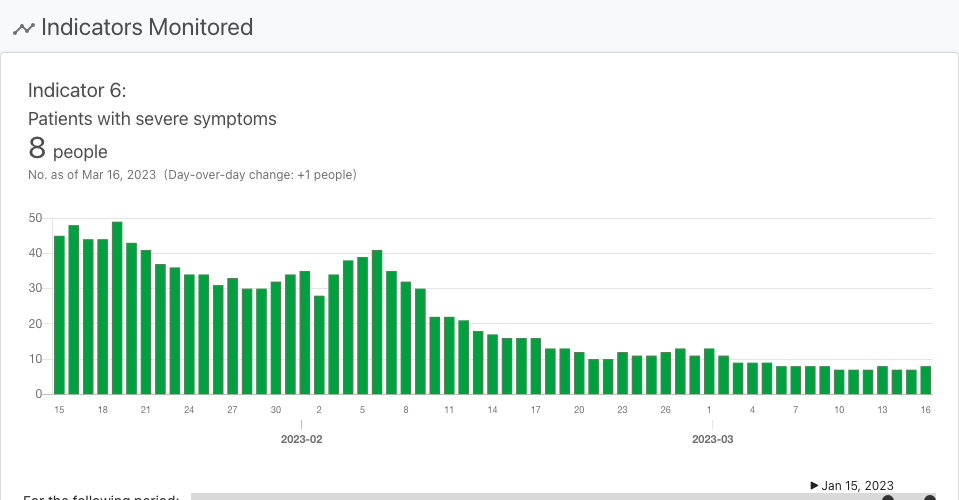 Indicators Monitored
Indicator 6:
Patients with severe symptoms
8 people
No. as of Mar 16, 2023 (Day-over-day change: +1 people)
50
40
30
20
10
0
15 18 21 24 27 30 2 5 8 11 14 17 20 23 26 1 4 7 10 13 16
2023-02 2023-03
Jan 15, 2023
For the following period: